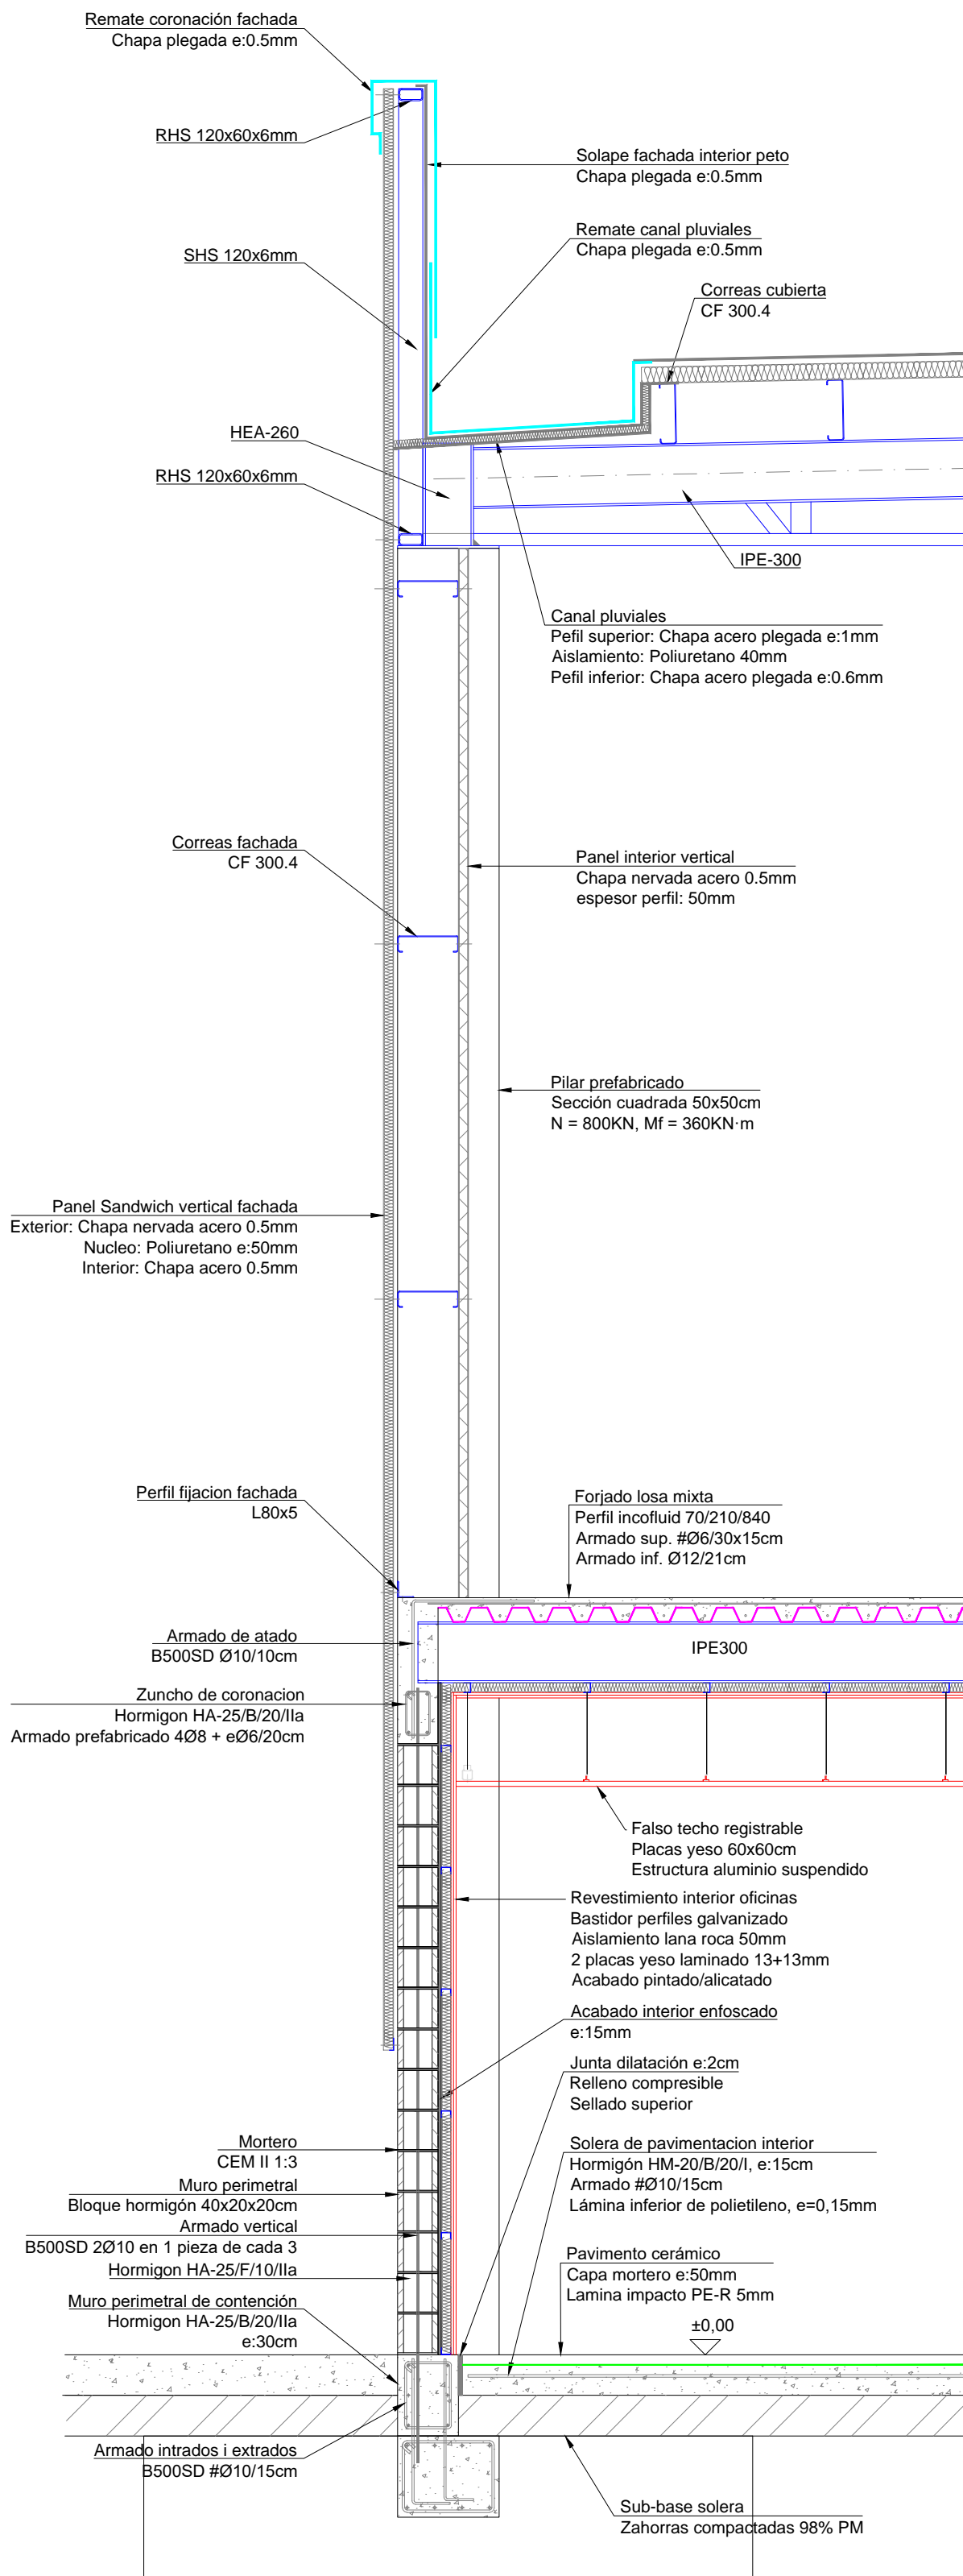 Remate coronación fachada
Chapa plegada e:0.5mm
RHS 120x60x6mm
Solape fachada interior peto
Chapa plegada e:0.5mm
Remate canal pluviales
Chapa plegada e:0.5mm
SHS 120x6mm
Correas cubierta
CF 300.4
HEA-260
RHS 120x60x6mm
IPE-300
Canal pluviales
Pefil superior: Chapa acero plegada e:1mm
Aislamiento: Poliuretano 40mm
Pefil inferior: Chapa acero plegada e:0.6mm
Correas fachada
CF 300.4
Panel interior vertical
Chapa nervada acero 0.5mm
espesor perfil: 50mm
Pilar prefabricado
Sección cuadrada 50x50cm
N = 800KN, Mf = 360KN·m
Panel Sandwich vertical fachada
Exterior: Chapa nervada acero 0.5mm
Nucleo: Poliuretano e:50mm
Interior: Chapa acero 0.5mm
Perfil fijacion fachada
L80x5
Forjado losa mixta
Perfil incofluid 70/210/840
Armado sup. #Ø6/30x15cm
Armado inf. Ø12/21cm
Armado de atado
B500SD Ø10/10cm
IPE300
Zuncho de coronacion
Hormigon HA-25/B/20/IIa
Armado prefabricado 4Ø8 + eØ6/20cm
Falso techo registrable
Placas yeso 60x60cm
Estructura aluminio suspendido
Revestimiento interior oficinas
Bastidor perfiles galvanizado
Aislamiento lana roca 50mm
2 placas yeso laminado 13+13mm
Acabado pintado/alicatado
Acabado interior enfoscado
e:15mm
Junta dilatación e:2cm
Relleno compresible
Sellado superior
Mortero
CEM II 1:3
Solera de pavimentacion interior
Hormigón HM-20/B/20/I, e:15cm
Armado #Ø10/15cm
Lámina inferior de polietileno, e=0,15mm
Muro perimetral
Bloque hormigón 40x20x20cm
Armado vertical
B500SD 2Ø10 en 1 pieza de cada 3
Hormigon HA-25/F/10/IIa
Pavimento cerámico
Capa mortero e:50mm
Lamina impacto PE-R 5mm
Muro perimetral de contención
Hormigon HA-25/B/20/IIa
e:30cm
±0,00
Armado intrados i extrados
B500SD #Ø10/15cm
Sub-base solera
Zahorras compactadas 98% PM